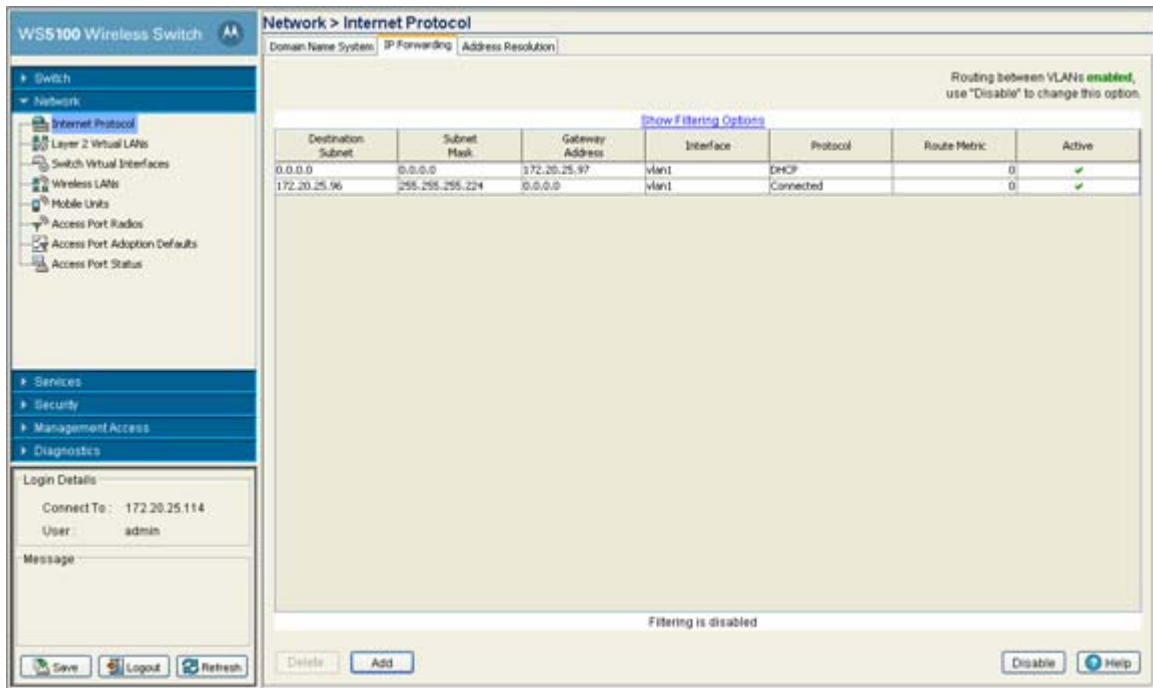 WS5100 Wireless Switch
Switch
Network
Internet Protocol
Layer 2 Virtual LANs
Switch Virtual Interfaces
Wireless LANs
Mobile Units
Access Port Radios
Access Port Adoption Defaults
Access Port Status
Services
Security
Management Access
Diagnostics
Login Details
Connect To : 172.20.25.114
User : admin
Message
Save Logout Refresh
Network > Internet Protocol
Domain Name System IP Forwarding Address Resolution
Routing between VLANs enabled,
use "Disable" to change this option.
Show Filtering Options
Destination Subnet Subnet Mask Gateway Address Interface Protocol Route Metric Active
0.0.0.0 0.0.0.0 172.20.25.97 vlan1 DHCP 0
172.20.25.96 255.255.255.224 0.0.0.0 vlan1 Connected 0
Filtering is disabled
Delete Add Disable Help